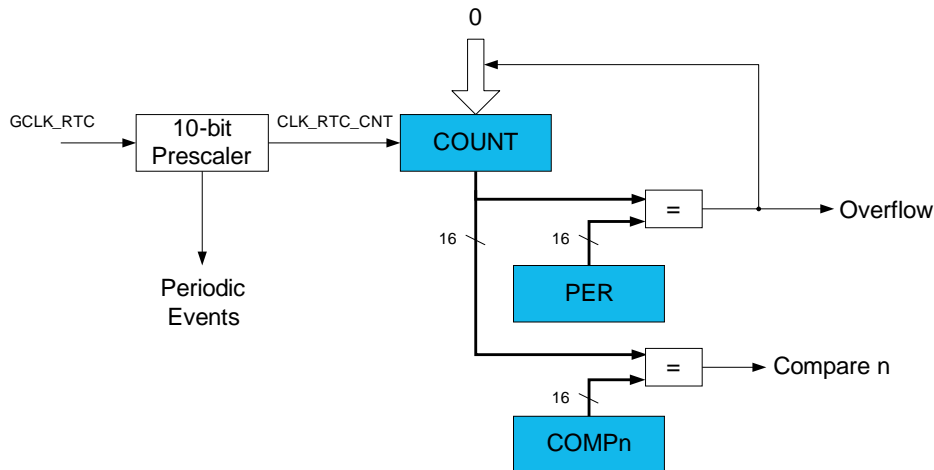 0
GCLK_RTC
10-bit
Prescaler
CLK_RTC_CNT
COUNT
=
Overflow
16
16
PER
Periodic
Events
=
Compare n
16
COMPn